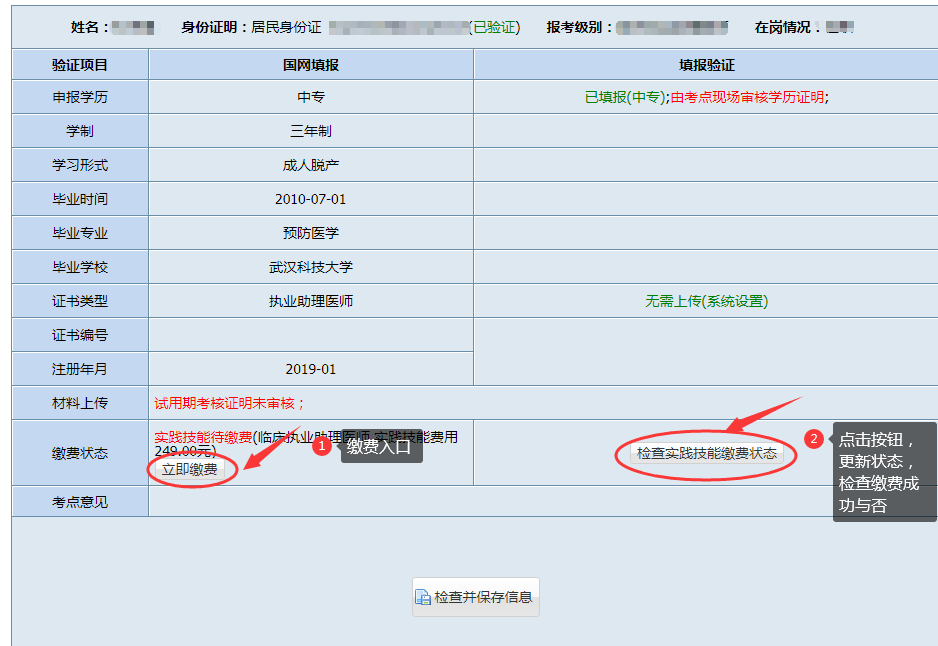 姓名： 身份证明：居民身份证 (已验证) 报考级别： 在岗情况：
验证项目 国网填报 填报验证
申报学历 中专 已填报(中专);由考点现场审核学历证明;
学制 三年制
学习形式 成人脱产
毕业时间 2010-07-01
毕业专业 预防医学
毕业学校 武汉科技大学
证书类型 执业助理医师 无需上传(系统设置)
证书编号
注册年月 2019-01
材料上传 试用期考核证明未审核；
缴费状态
实践技能待缴费(临床执业助理医师,实践技能费用
249.00元)
立即缴费
1 缴费入口
检查实践技能缴费状态
2 点击按钮，
更新状态，
检查缴费成
功与否
考点意见
检查并保存信息